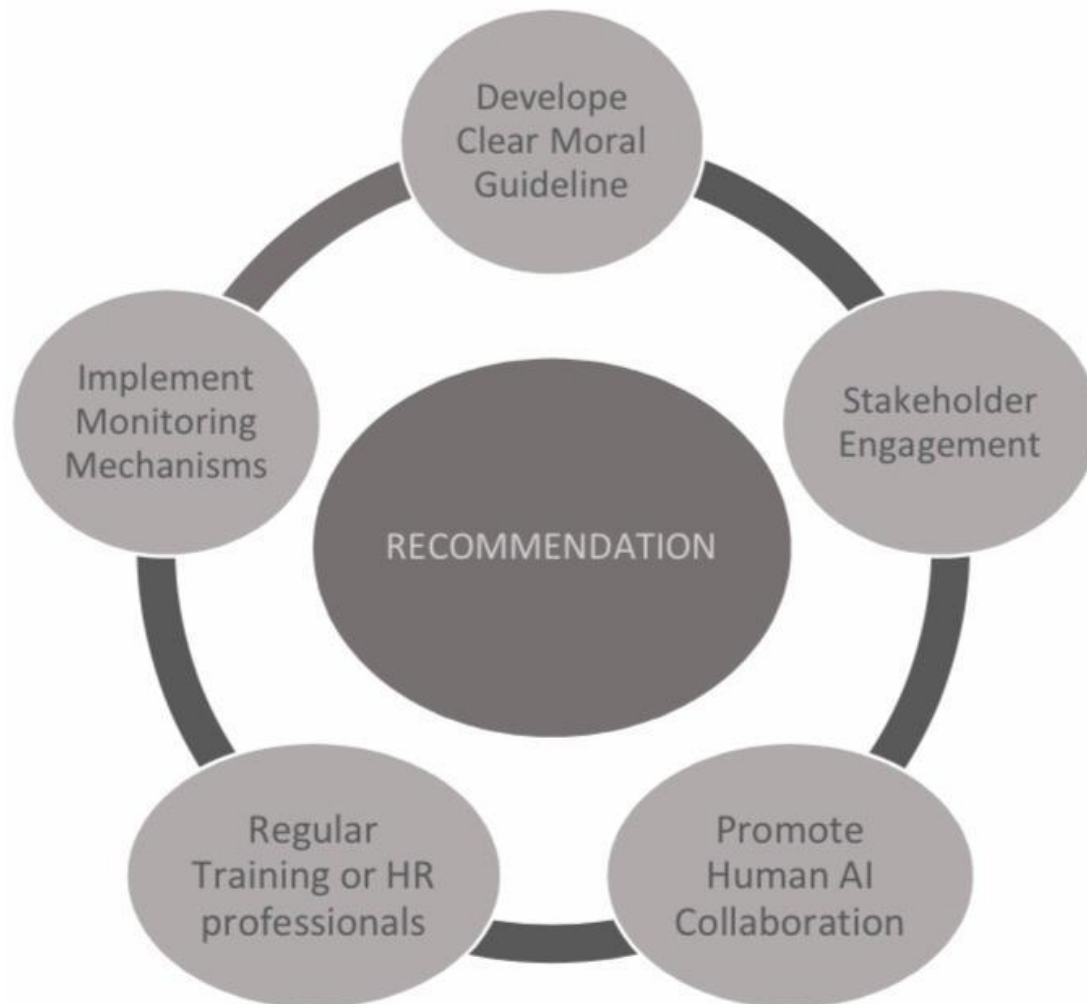 Develope
Clear Moral
Guideline
Stakeholder
Engagement
Promote
Human AI
Collaboration
Regular
Training or HR
professionals
Implement
Monitoring
Mechanisms
RECOMMENDATION